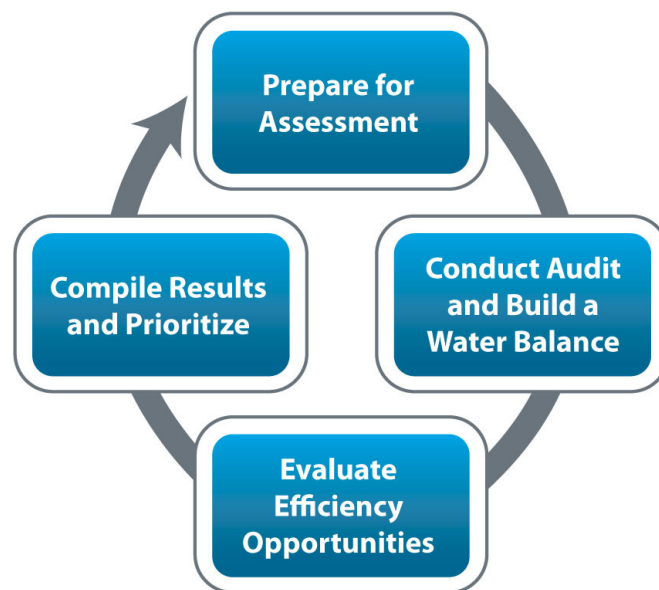 Prepare for
Assessment
Conduct Audit
and Build a
Water Balance
Evaluate
Efficiency
Opportunities
Compile Results
and Prioritize